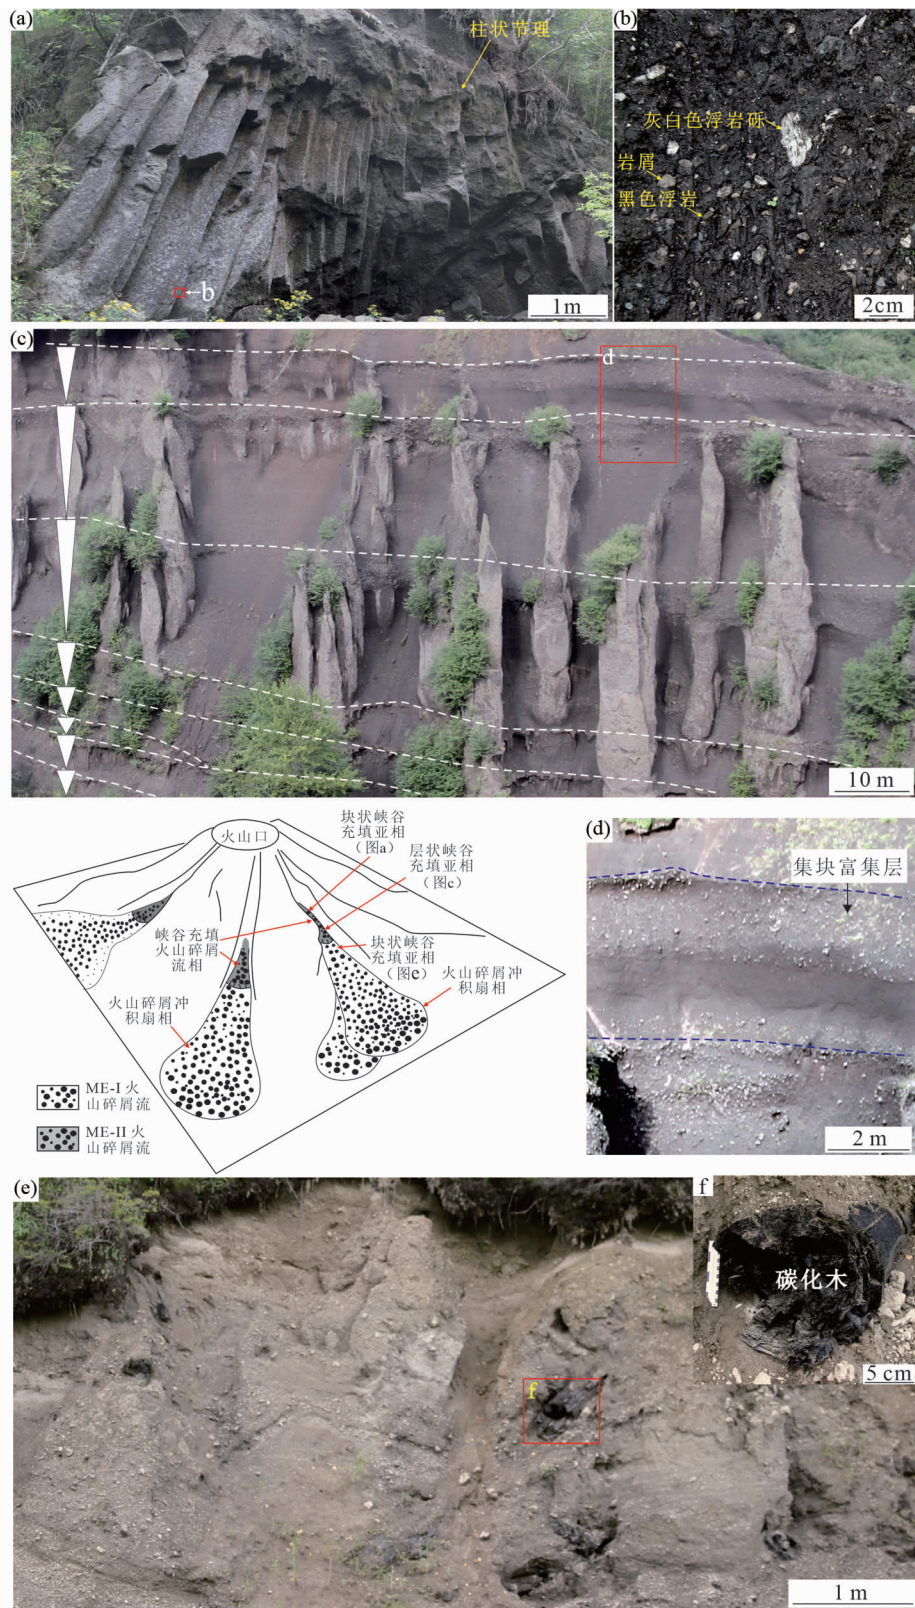 (a)
柱状节理
b
1m
(b)
灰白色浮岩砾
岩屑
黑色浮岩
2cm
(c)
d
10 m
火山口
块状峡谷
充填亚相
(图a)
层状峡谷
充填亚相
(图c)
峡谷充填
火山碎屑
流相
块状峡谷
充填亚相
(图e)
火山碎屑冲
积扇相
火山碎屑冲
积扇相
ME-I 火
山碎屑流
ME-II 火
山碎屑流
(d)
集块富集层
2 m
(e)
f
1 m
f
碳化木
5 cm